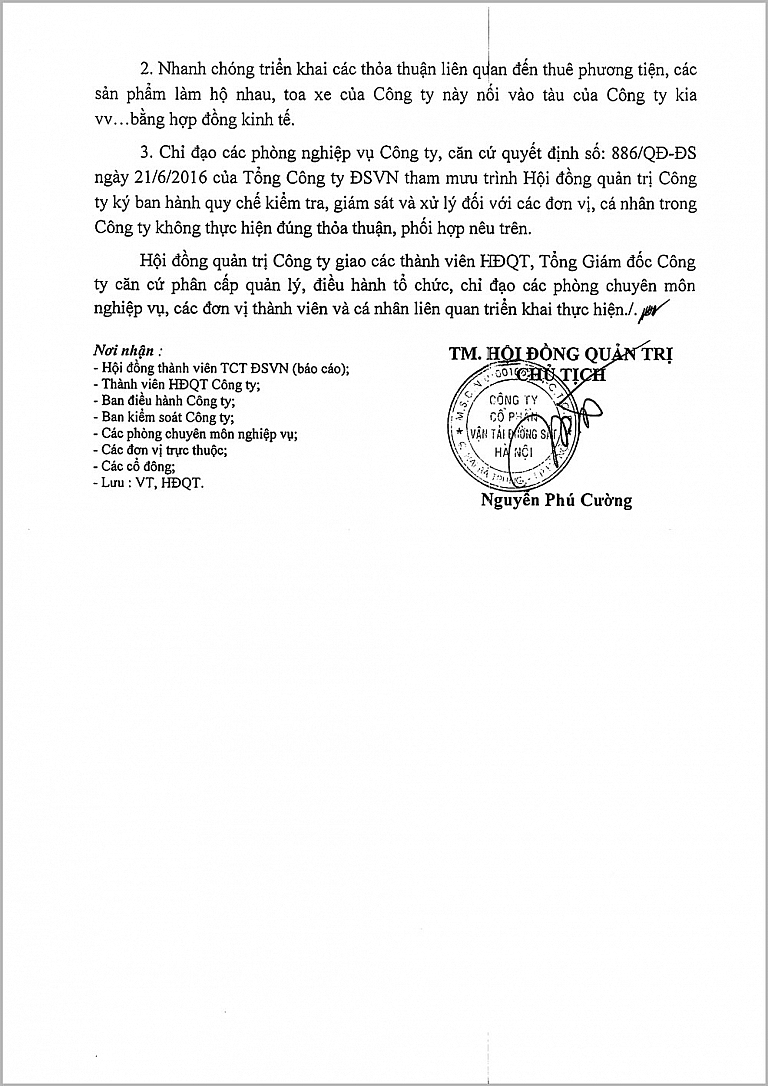 2. Nhanh chóng triển khai các thỏa thuận liên quan đến thuê phương tiện, các
sản phẩm làm hộ nhau, toa xe của Công ty này nối vào tàu của Công ty kia
vv…bằng hợp đồng kinh tế.
3. Chỉ đạo các phòng nghiệp vụ Công ty, căn cứ quyết định số: 886/QĐ-ĐS
ngày 21/6/2016 của Tổng Công ty ĐSVN tham mưu trình Hội đồng quản trị Công
ty ký ban hành quy chế kiểm tra, giám sát và xử lý đối với các đơn vị, cá nhân trong
Công ty không thực hiện đúng thỏa thuận, phối hợp nêu trên.
Hội đồng quản trị Công ty giao các thành viên HĐQT, Tổng Giám đốc Công
ty căn cứ phân cấp quản lý, điều hành tổ chức, chỉ đạo các phòng chuyên môn
nghiệp vụ, các đơn vị thành viên và cá nhân liên quan triển khai thực hiện./.
Nơi nhận :
- Hội đồng thành viên TCT ĐSVN (báo cáo);
- Thành viên HĐQT Công ty;
- Ban điều hành Công ty;
- Ban kiểm soát Công ty;
- Các phòng chuyên môn nghiệp vụ;
- Các đơn vị trực thuộc;
- Các cổ đông;
- Lưu : VT, HĐQT.
TM. HỘI ĐỒNG QUẢN TRỊ
CHỦ TỊCH
CÔNG TY
CỔ PHẦN
VẬN TẢI ĐƯỜNG SẮT
HÀ NỘI
Nguyễn Phú Cường